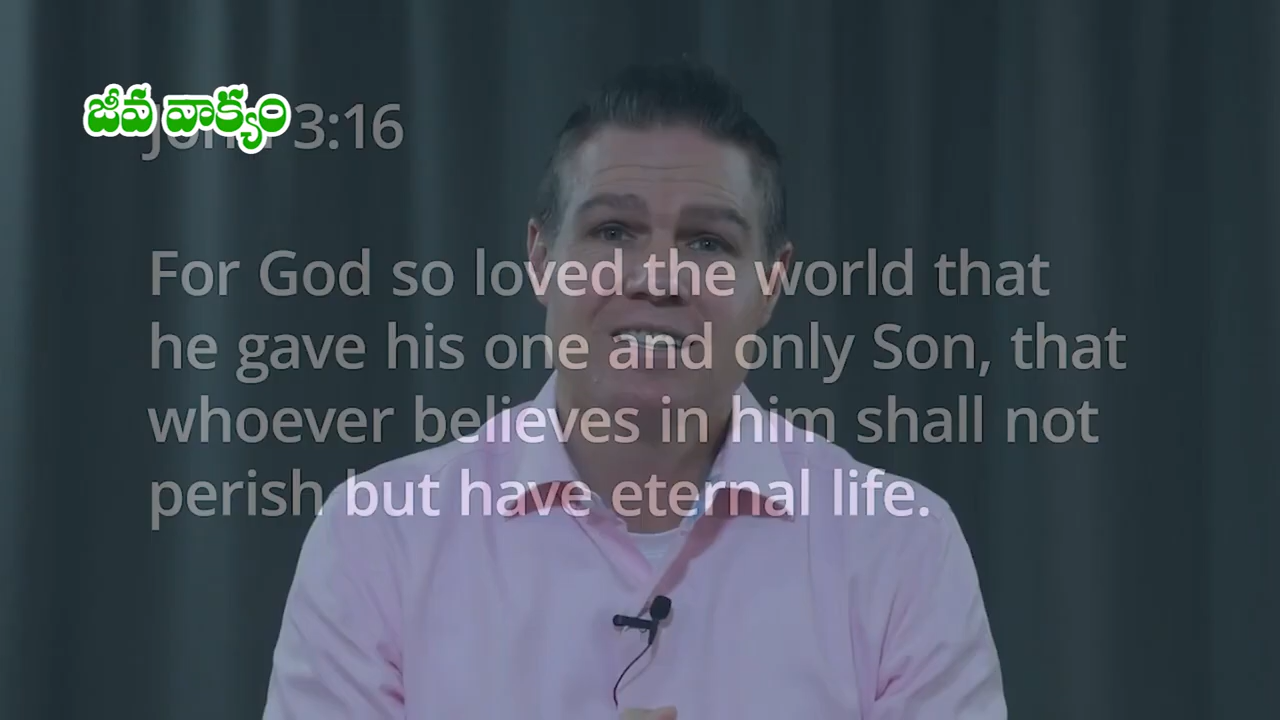 జీవ వాక్యం
John 3:16
For God so loved the world that
he gave his one and only Son, that
whoever believes in him shall not
perish but have eternal life.